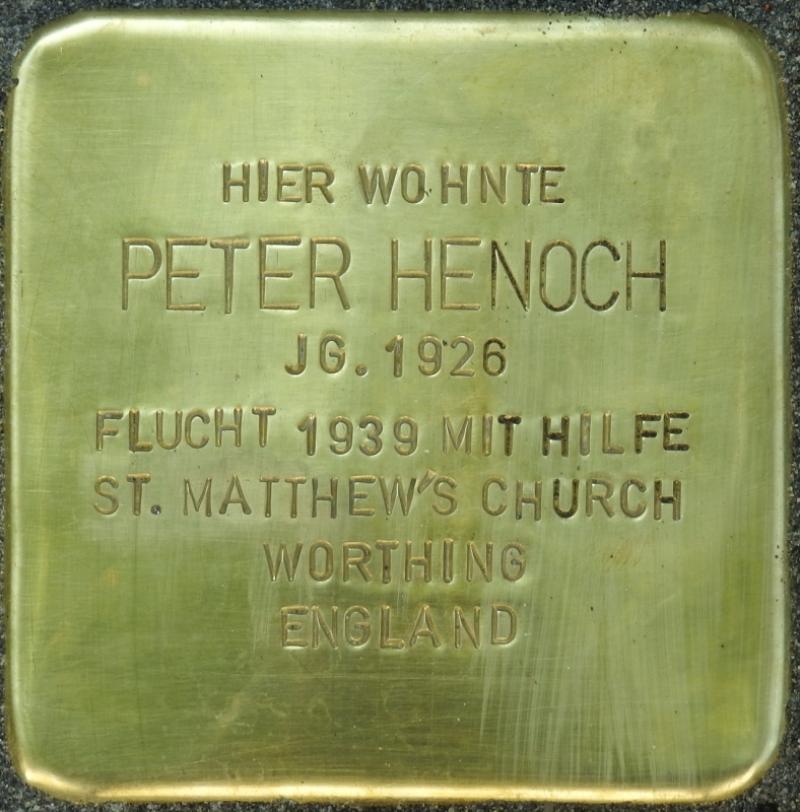 HIER WOHNTE
PETER HENOCH
JG. 1926
FLUCHT 1939 MIT HILFE
ST. MATTHEW'S CHURCH
WORTHING
ENGLAND